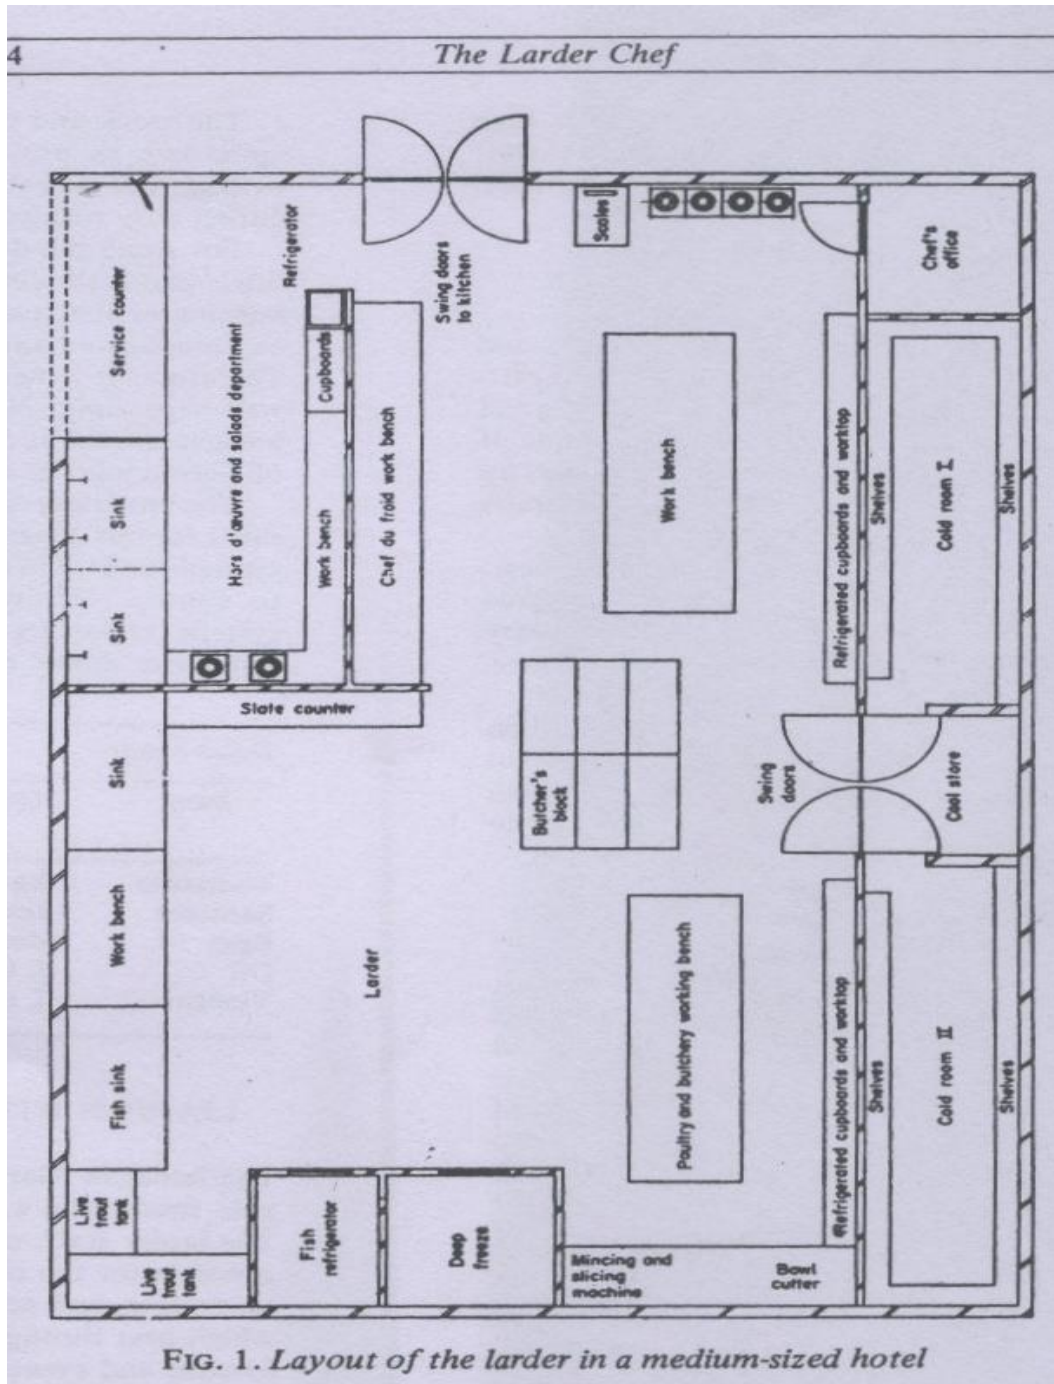 4
The Larder Chef
Service counter
Sink
Sink
Hors d'œuvre and salads department
Refrigerator
Cupboards
Work bench
Chef du froid work bench
Swing doors
to kitchen
Scales
Chef's
office
Work bench
Refrigerated cupboards and worktop
Shelves
Cold room I
Shelves
Slate counter
Sink
Work bench
Fish sink
Live
trout
tank
Live
trout
tank
Larder
Butcher's
block
Swing
doors
Cool store
Poultry and butchery working bench
Refrigerated cupboards and worktop
Shelves
Cold room II
Shelves
Fish
refrigerator
Deep
freeze
Mincing and
slicing
machine
Bowl
cutter
FIG. 1. Layout of the larder in a medium-sized hotel